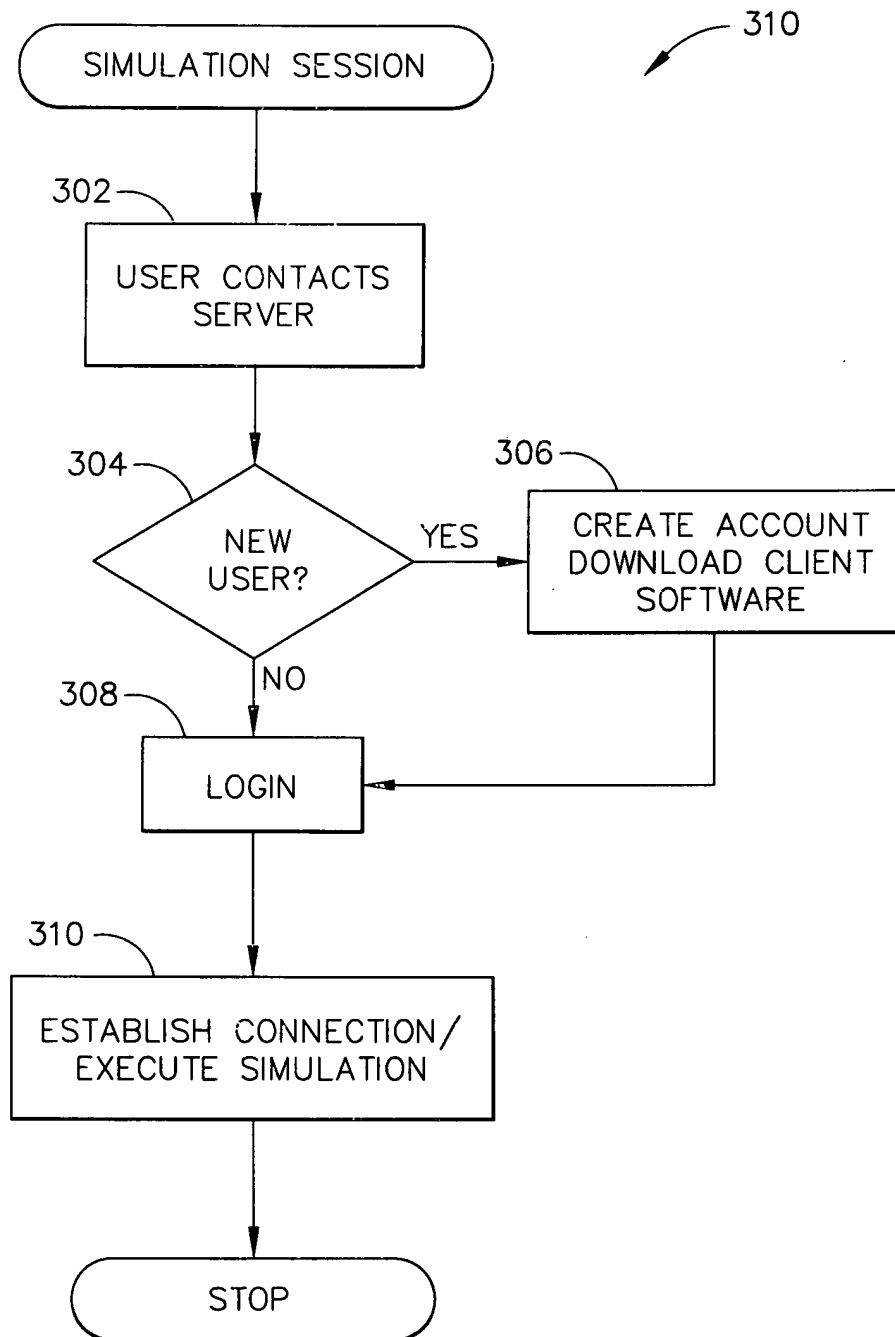 310
SIMULATION SESSION
302
USER CONTACTS
SERVER
304
NEW
USER?
YES
306
CREATE ACCOUNT
DOWNLOAD CLIENT
SOFTWARE
NO
308
LOGIN
310
ESTABLISH CONNECTION/
EXECUTE SIMULATION
STOP